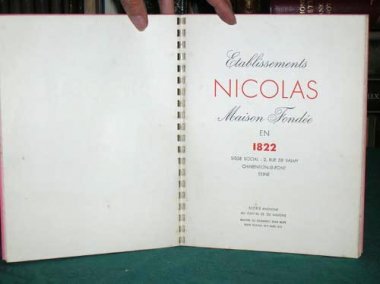 Etablissements
NICOLAS
Maison Fondée
EN
1822
SIÈGE SOCIAL : 2, RUE DE VALMY
CHARENTON-LE-PONT
SEINE